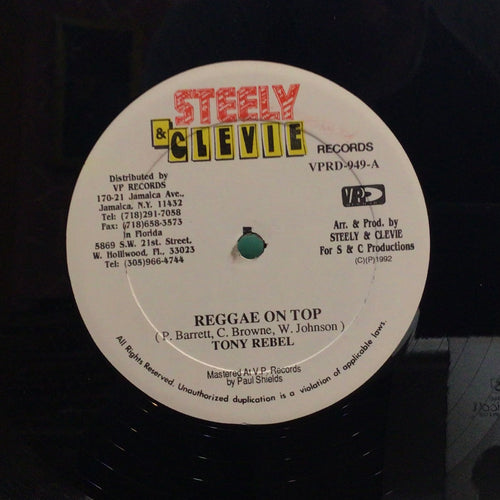 STEELY
& CLEVIE
RECORDS
VPRD-949-A
Distributed by
VP RECORDS
170-21 Jamaica Ave.,
Jamaica, N.Y. 11432
Tel: (718)291-7058
Fax: (718)658-3573
in Florida
5869 S.W. 21st. Street,
W. Holliwood, Fl., 33023
Tel: (305)966-4744
VP
Arr. & Prod. by
STEELY & CLEVIE
For S & C Productions
(C)(P)1992
REGGAE ON TOP
( P. Barrett, C. Browne, W. Johnson )
TONY REBEL
Mastered At V.P. Records
by Paul Shields
All Rights Reserved. Unauthorized duplication is a violation of applicable laws.